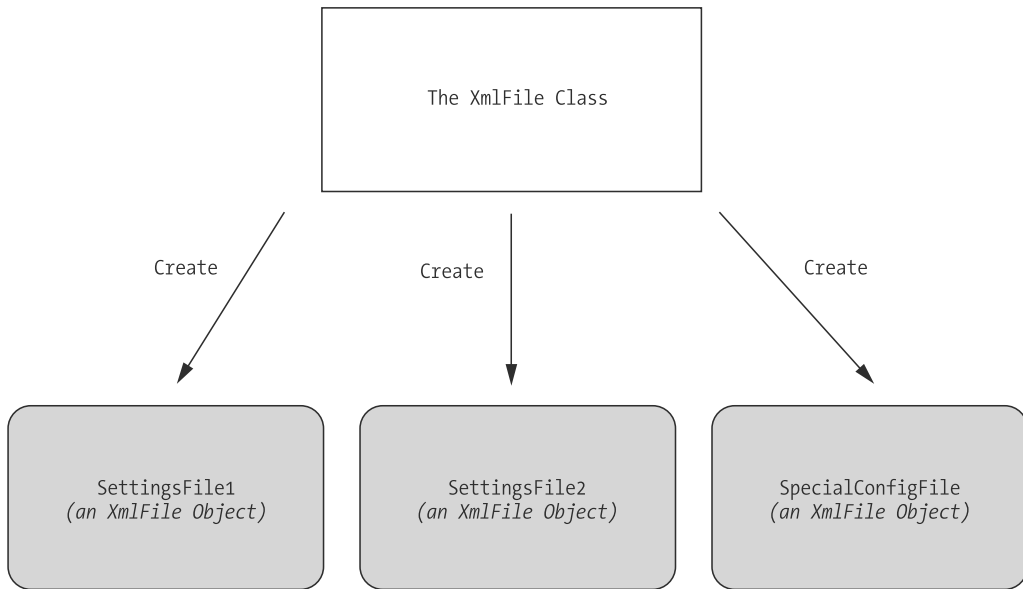 The XmlFile Class
Create
Create
Create
SettingsFile1
(an XmlFile Object)
SettingsFile2
(an XmlFile Object)
SpecialConfigFile
(an XmlFile Object)